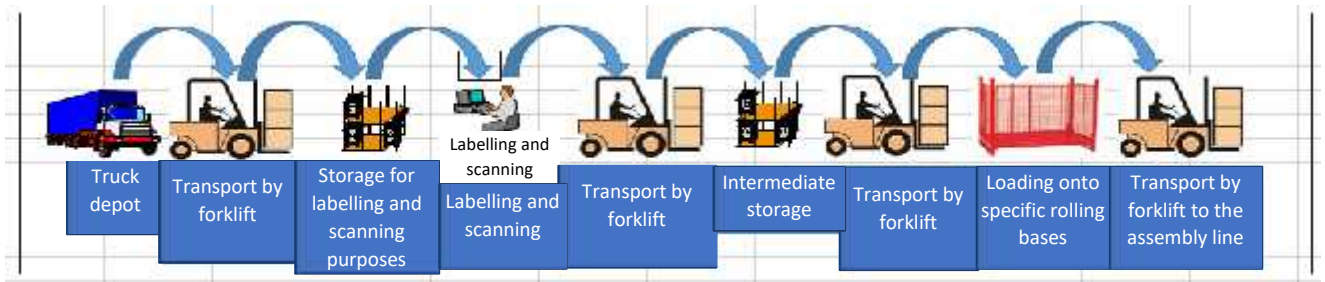 Labelling and
scanning
Truck
depot
Transport by
forklift
Storage for
labelling and
scanning
purposes
Labelling and
scanning
Transport by
forklift
Intermediate
storage
Transport by
forklift
Loading onto
specific rolling
bases
Transport by
forklift to the
assembly line